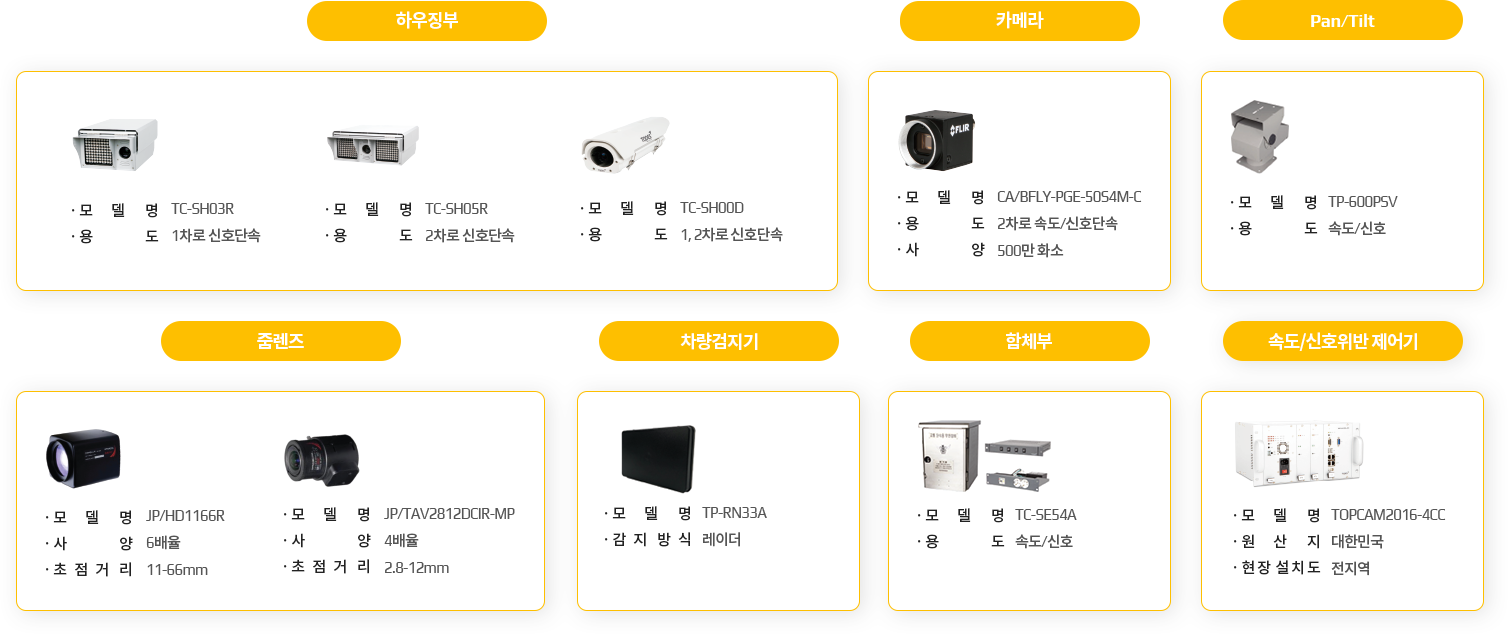 하우징부
카메라
Pan/Tilt
· 모 델 명 TC-SH03R
· 용 도 1차로 신호단속
· 모 델 명 TC-SH05R
· 용 도 2차로 신호단속
· 모 델 명 TC-SH00D
· 용 도 1, 2차로 신호단속
FLIR
· 모 델 명 CA/BFLY-PGE-50S4M-C
· 용 도 2차로 속도/신호단속
· 사 양 500만 화소
· 모 델 명 TP-600PSV
· 용 도 속도/신호
줌렌즈
차량검지기
함체부
속도/신호위반 제어기
· 모 델 명 JP/HD1166R
· 사 양 6배율
· 초 점 거 리 11-66mm
· 모 델 명 JP/TAV2812DCIR-MP
· 사 양 4배율
· 초 점 거 리 2.8-12mm
· 모 델 명 TP-RN33A
· 감 지 방 식 레이더
· 모 델 명 TC-SE54A
· 용 도 속도/신호
· 모 델 명 TOPCAM2016-4CC
· 원 산 지 대한민국
· 현장 설치도 전지역